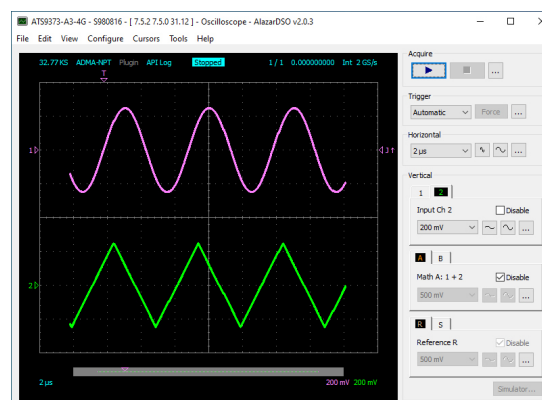 ATS9373-A3-4G - S980816 - [ 7.5.2 7.5.0 31.12 ] - Oscilloscope - AlazarDSO v2.0.3
File Edit View Configure Cursors Tools Help
32.77 KS ADMA-NPT Plugin API Log Stopped 1 / 1 0.000000000 Int 2 GS/s
T
1
J↑
2
2 µs 200 mV 200 mV
Acquire
...
Trigger
Automatic Force ...
Horizontal
2 µs ...
Vertical
1 2
Input Ch 2 Disable
200 mV ...
A B
Math A: 1 + 2 Disable
500 mV ...
R S
Reference R Disable
500 mV ...
Simulator...